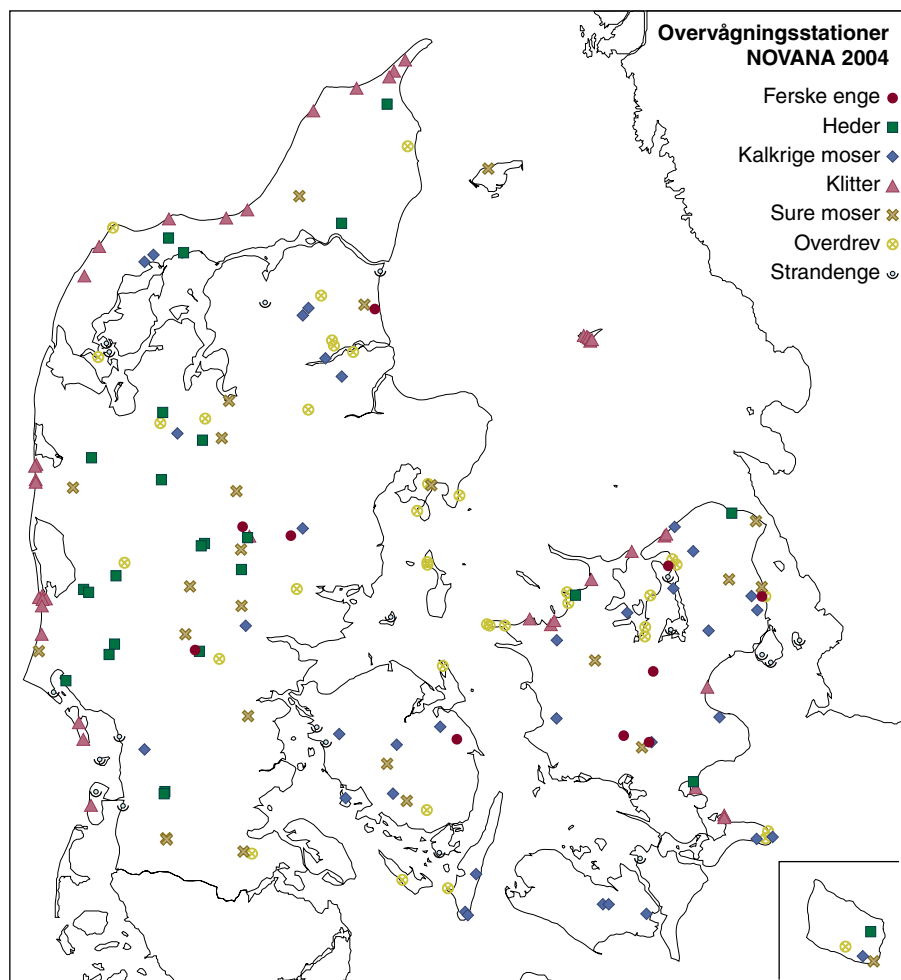 Overvågningsstationer
NOVANA 2004
Ferske enge
Heder
Kalkrige moser
Klitter
Sure moser
Overdrev
Strandenge